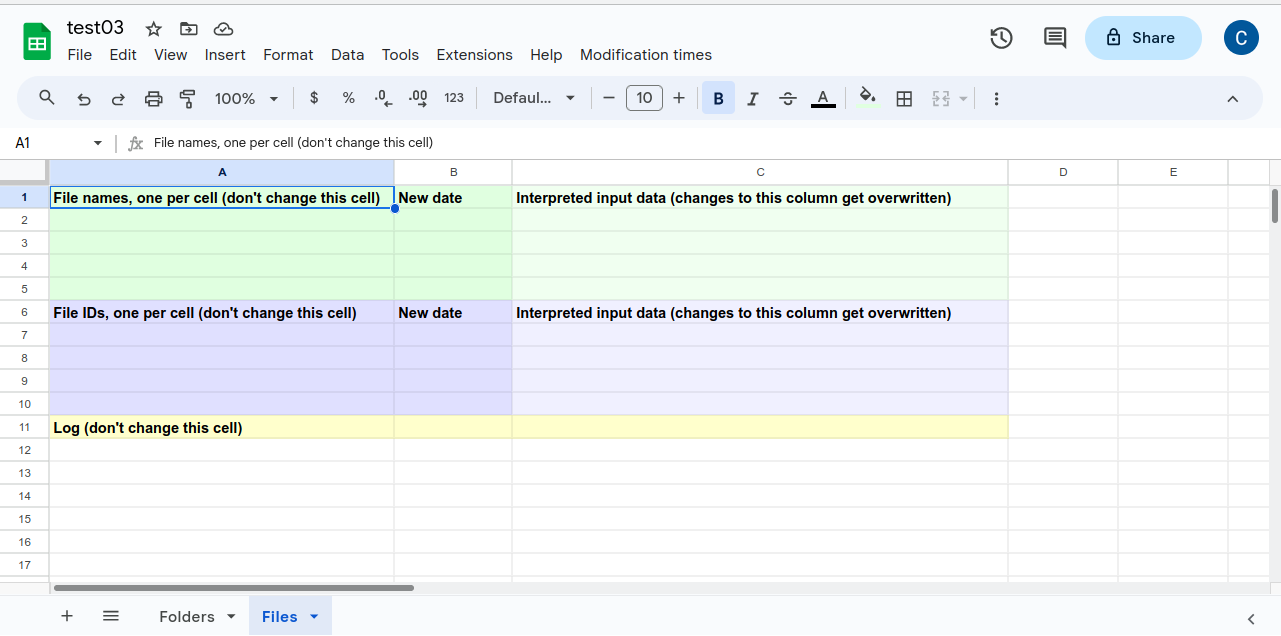 test03
File Edit View Insert Format Data Tools Extensions Help Modification times
Share
C
100% $ % .0 .00 123 Defaul... 10 B I A
A1 fx File names, one per cell (don't change this cell)
A B C D E
1 File names, one per cell (don't change this cell) New date Interpreted input data (changes to this column get overwritten)
2
3
4
5
6 File IDs, one per cell (don't change this cell) New date Interpreted input data (changes to this column get overwritten)
7
8
9
10
11 Log (don't change this cell)
12
13
14
15
16
17
Folders Files